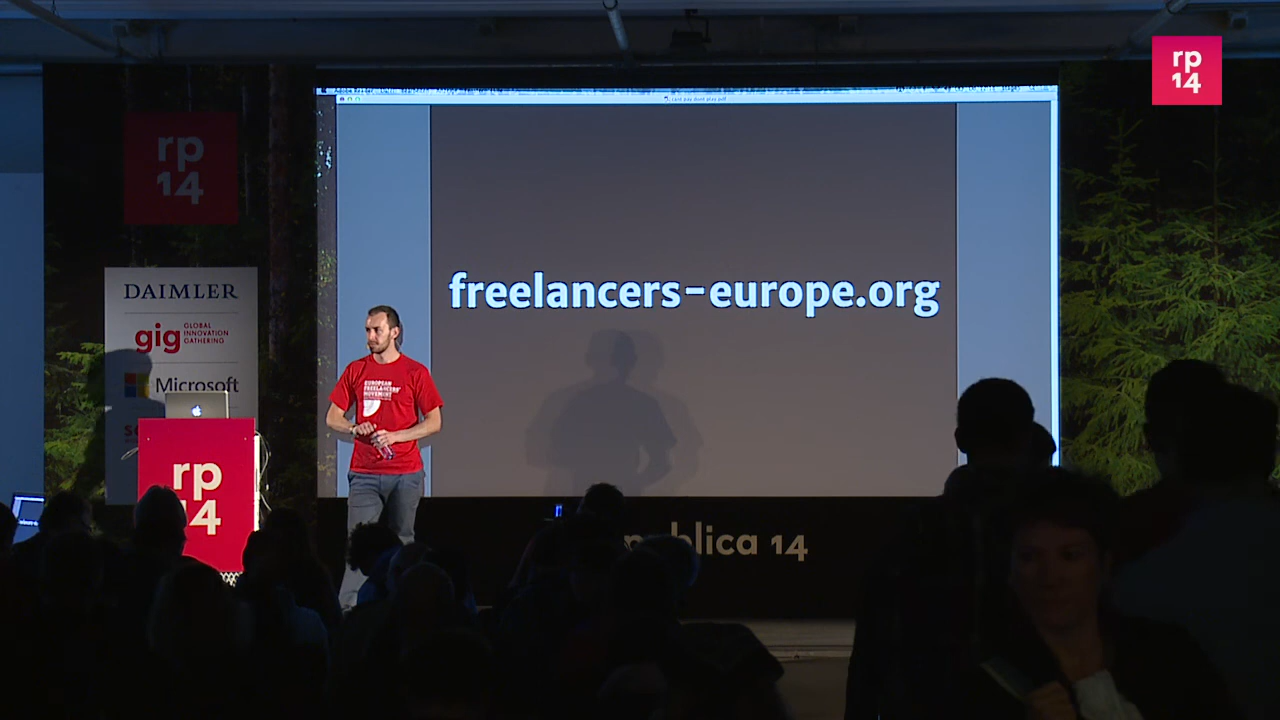 rp
14
rp
14
DAIMLER
gig GLOBAL
INNOVATION
GATHERING
Microsoft
freelancers-europe.org
EUROPEAN
FREELANCERS'
MOVEMENT
rp
14
publica 14